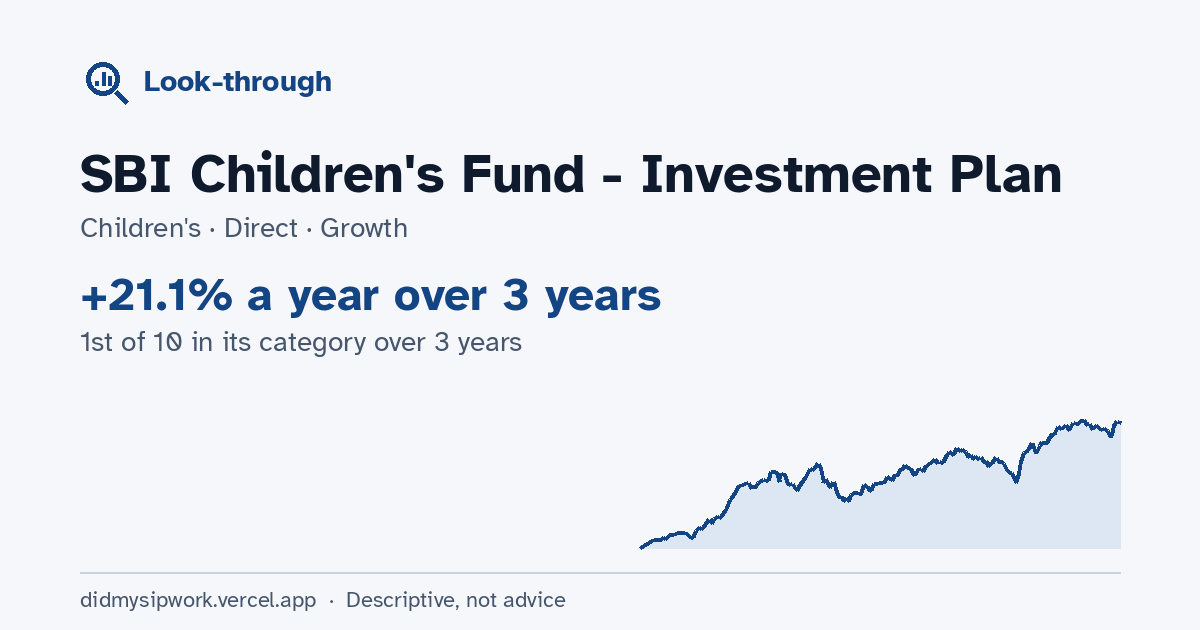 Look-through
SBI Children's Fund - Investment Plan
Children's · Direct · Growth
+21.1% a year over 3 years
1st of 10 in its category over 3 years
didmysipwork.vercel.app · Descriptive, not advice